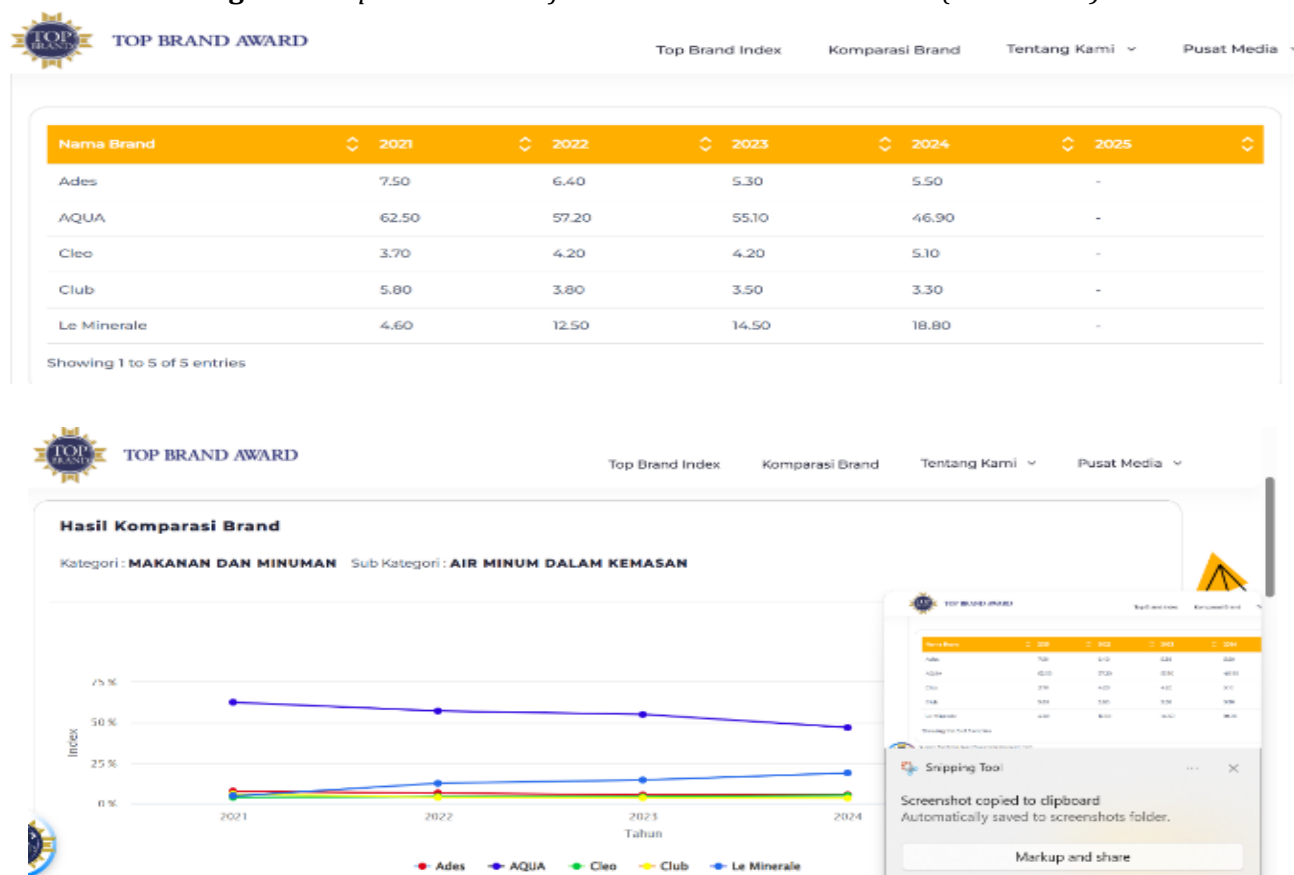 TOP BRAND AWARD
Top Brand Index Komparasi Brand Tentang Kami Pusat Media
Nama Brand 2021 2022 2023 2024 2025
Ades 7.50 6.40 5.30 5.50 -
AQUA 62.50 57.20 55.10 46.90 -
Cleo 3.70 4.20 4.20 5.10 -
Club 5.80 3.80 3.50 3.30 -
Le Minerale 4.60 12.50 14.50 18.80 -
Showing 1 to 5 of 5 entries
TOP BRAND
TOP BRAND AWARD
Top Brand Index Komparasi Brand Tentang Kami Pusat Media
Hasil Komparasi Brand
Kategori : MAKANAN DAN MINUMAN Sub Kategori : AIR MINUM DALAM KEMASAN
75 %
50 %
25 %
0 %
Index
2021 2022 2023 2024
Tahun
Ades AQUA Cleo Club Le Minerale
TOP BRAND AWARD
Snipping Tool
Screenshot copied to clipboard
Automatically saved to screenshots folder.
Markup and share